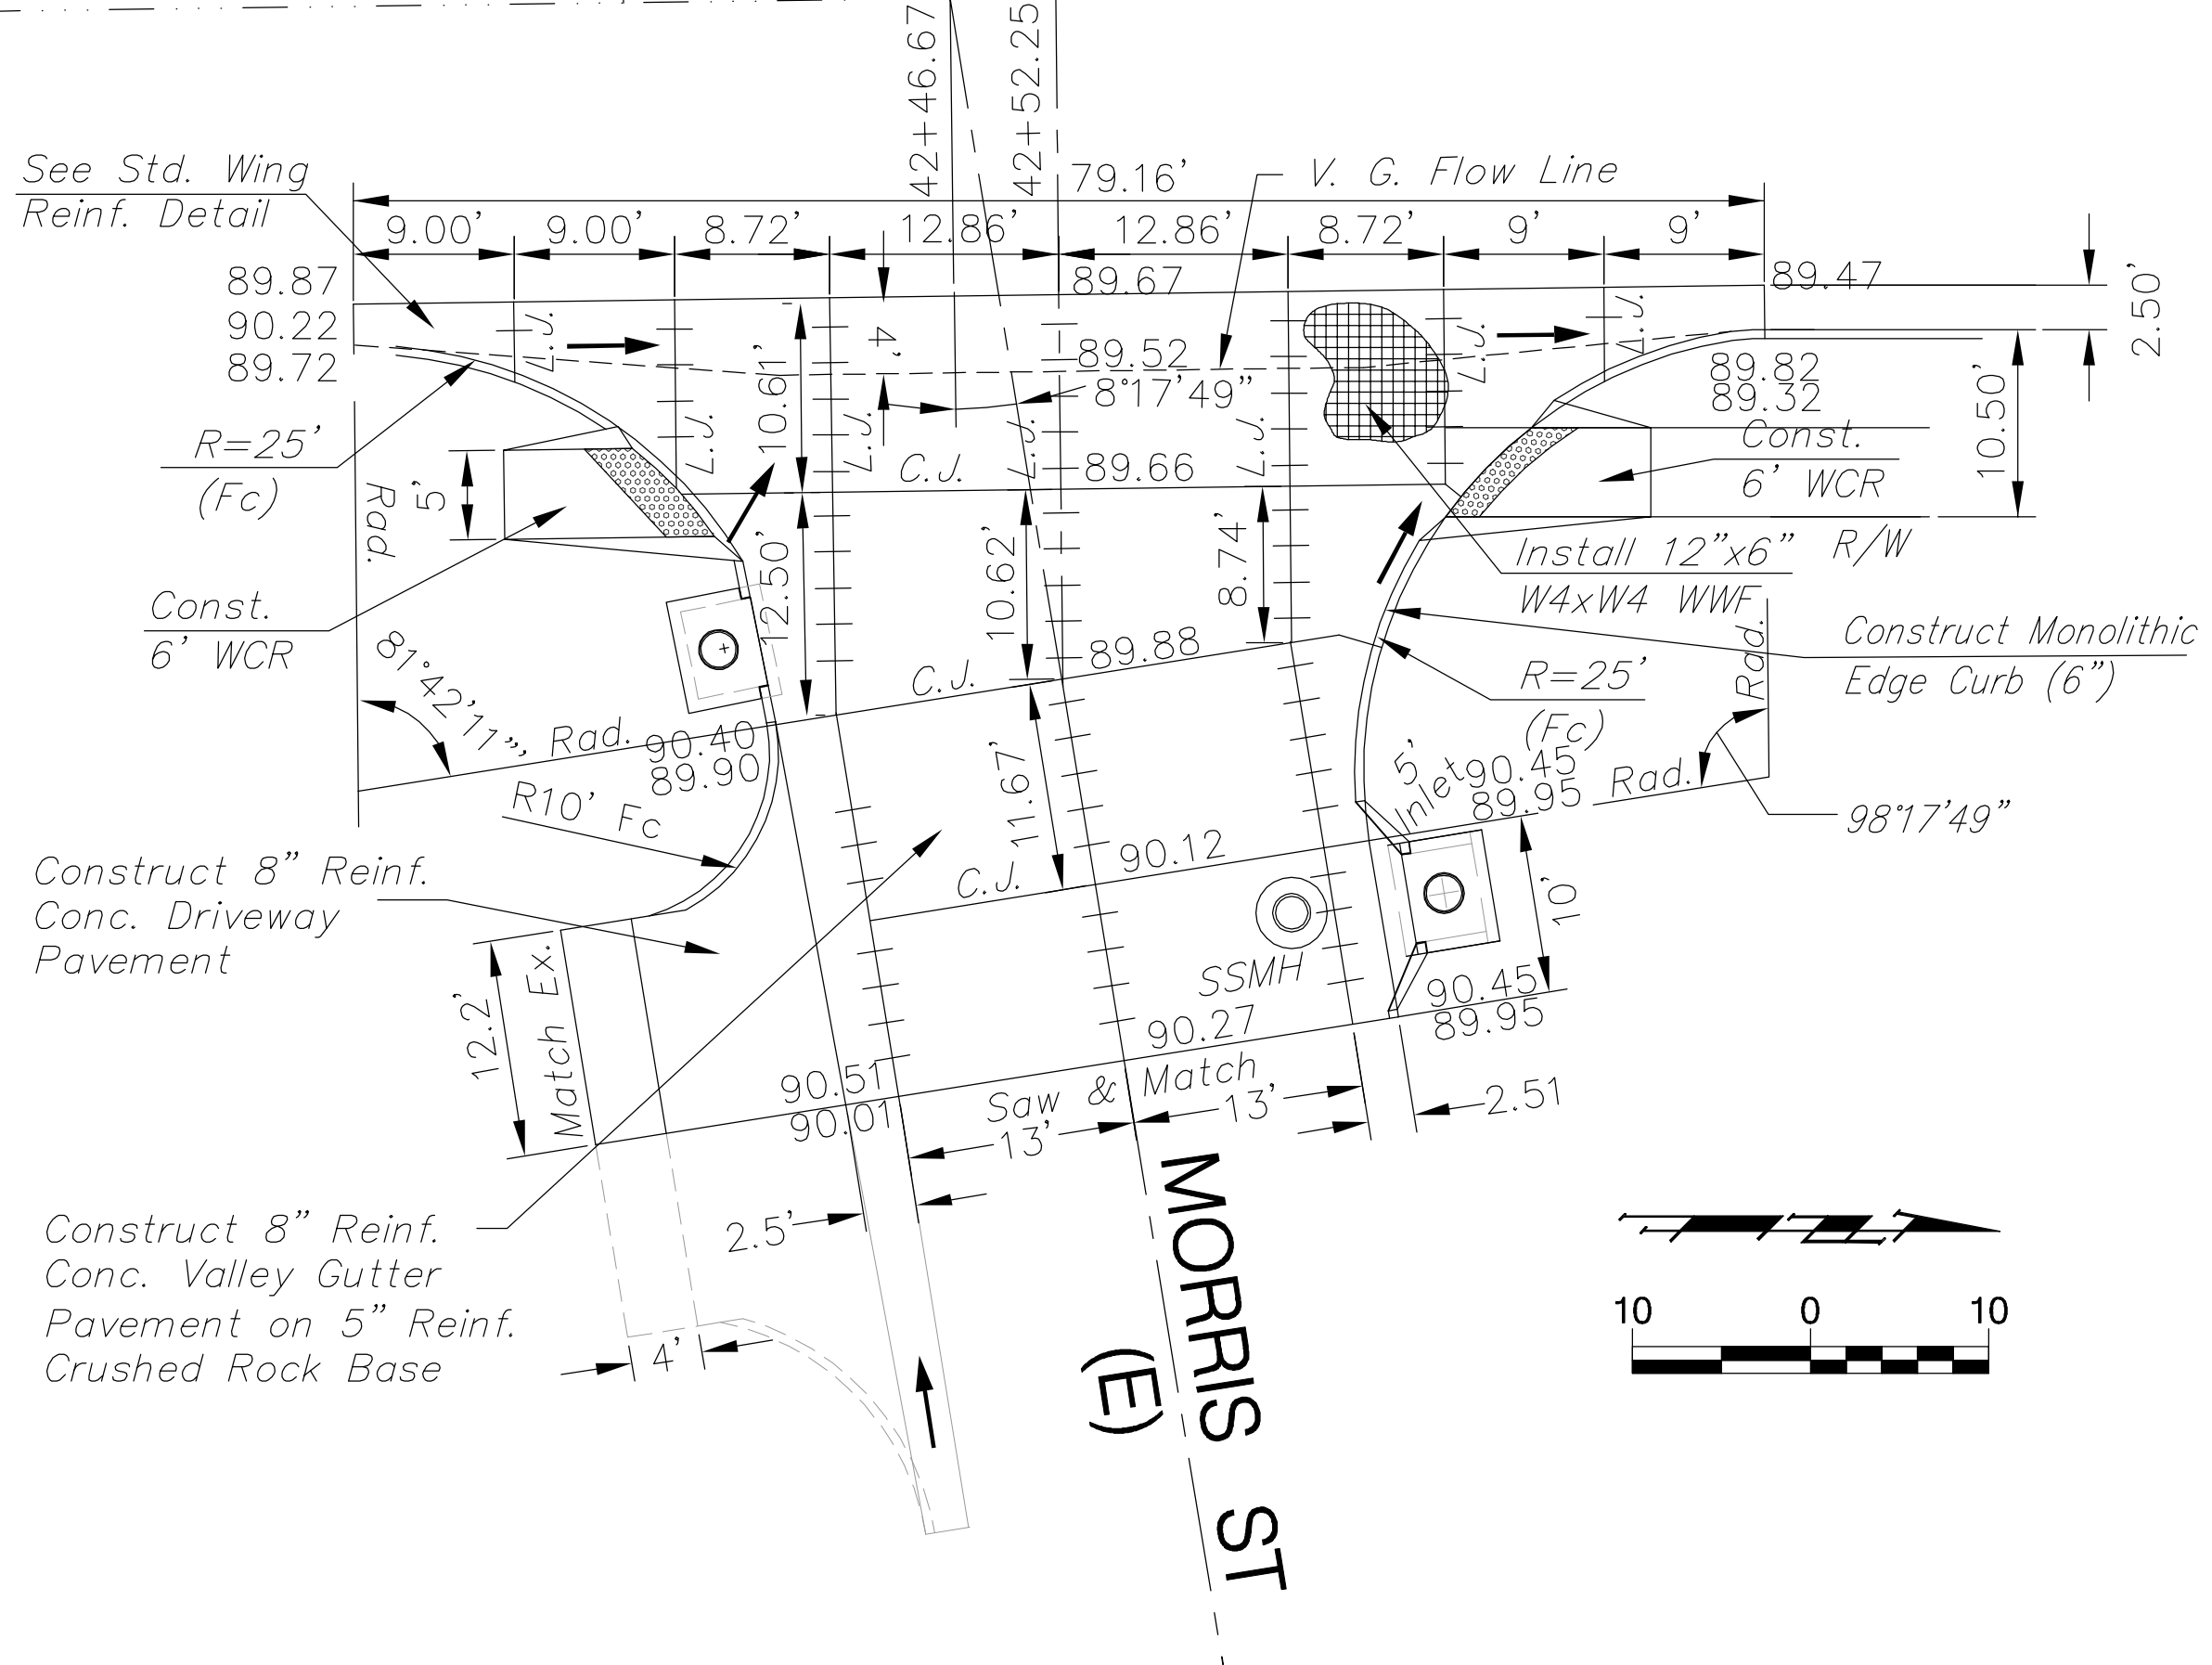 42+46.67
42+52.25
See Std. Wing
Reinf. Detail
79.16'
V. G. Flow Line
9.00'
9.00'
8.72'
12.86'
12.86'
8.72'
9'
9'
89.87
90.22
89.72
89.67
89.47
2.50'
L.J.
L.J.
L.J.
L.J.
L.J.
L.J.
L.J.
L.J.
4'
10.61'
89.52
8°17'49"
89.82
89.32
10.50'
R=25'
(Fc)
Rad.
5'
C.J.
89.66
Const.
6' WCR
R/W
Install 12"x6"
W4xW4 WWF
Const.
6' WCR
12.50'
10.62'
8.74'
81°42'11"
Rad.
C.J.
89.88
R=25'
(Fc)
Rad.
Construct Monolithic
Edge Curb (6")
90.40
89.90
R10' Fc
11.67'
5'
Inlet
90.45
89.95
Rad.
98°17'49"
Construct 8" Reinf.
Conc. Driveway
Pavement
C.J.
90.12
10'
12.2'
Match Ex.
SSMH
90.45
89.95
90.27
90.51
90.01
Saw & Match
13'
13'
2.51
2.5'
Construct 8" Reinf.
Conc. Valley Gutter
Pavement on 5" Reinf.
Crushed Rock Base
4'
MORRIS ST
(E)
N
10 0 10